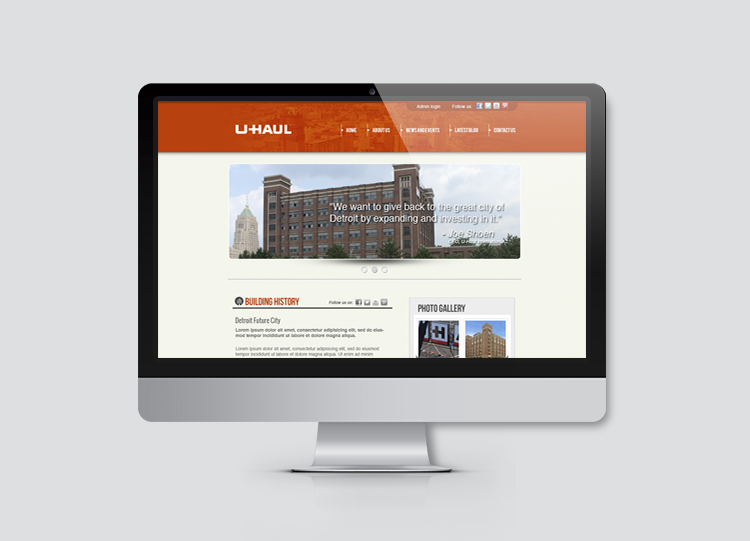 Admin login
Follow us:
U-HAUL
HOME
ABOUT US
NEWS AND EVENTS
LATEST BLOG
CONTACT US
"We want to give back to the great city of
Detroit by expanding and investing in it."
- Joe Shoen
BUILDING HISTORY
Follow us on:
PHOTO GALLERY
Detroit Future City
Lorem ipsum dolor sit amet, consectetur adipisicing elit, sed do eius-
mod tempor incididunt ut labore et dolore magna aliqua.
Lorem ipsum dolor sit amet, consectetur adipisicing elit, sed do eiusmod
tempor incididunt ut labore et dolore magna aliqua. Ut enim ad minim